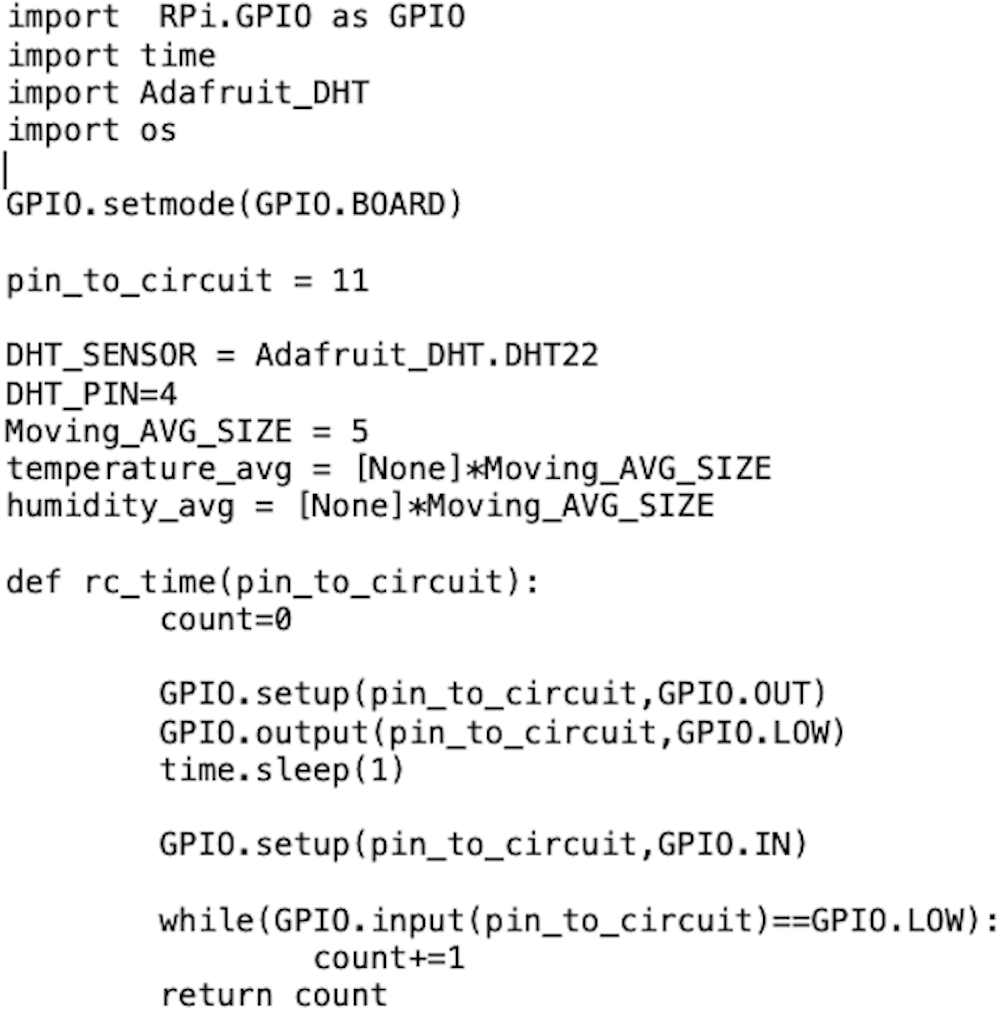 import  RPi.GPIO as GPIO
import time
import Adafruit_DHT
import os
GPIO.setmode(GPIO.BOARD)
pin_to_circuit = 11
DHT_SENSOR = Adafruit_DHT.DHT22
DHT_PIN=4
Moving_AVG_SIZE = 5
temperature_avg = [None]*Moving_AVG_SIZE
humidity_avg = [None]*Moving_AVG_SIZE
def rc_time(pin_to_circuit):
        count=0
        GPIO.setup(pin_to_circuit,GPIO.OUT)
        GPIO.output(pin_to_circuit,GPIO.LOW)
        time.sleep(1)
        GPIO.setup(pin_to_circuit,GPIO.IN)
        while(GPIO.input(pin_to_circuit)==GPIO.LOW):
                count+=1
        return count